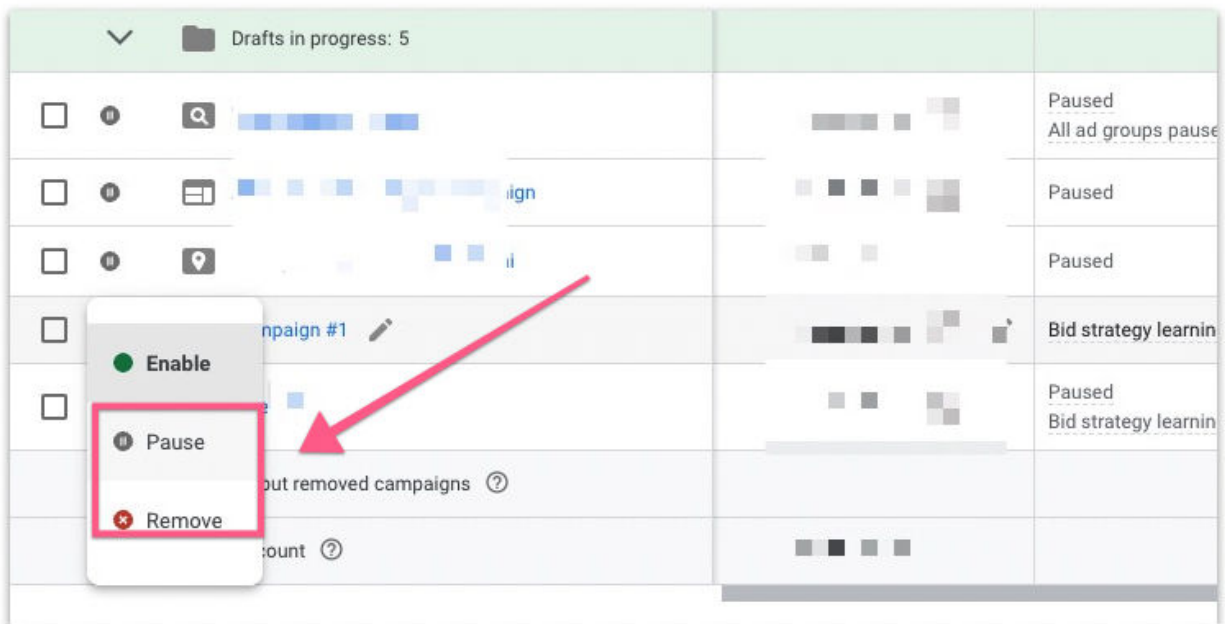 Drafts in progress: 5
Paused
All ad groups pause
ign
Paused
i
Paused
npaign #1
Bid strategy learnin
Enable
Paused
Bid strategy learnin
Pause
out removed campaigns
Remove
count